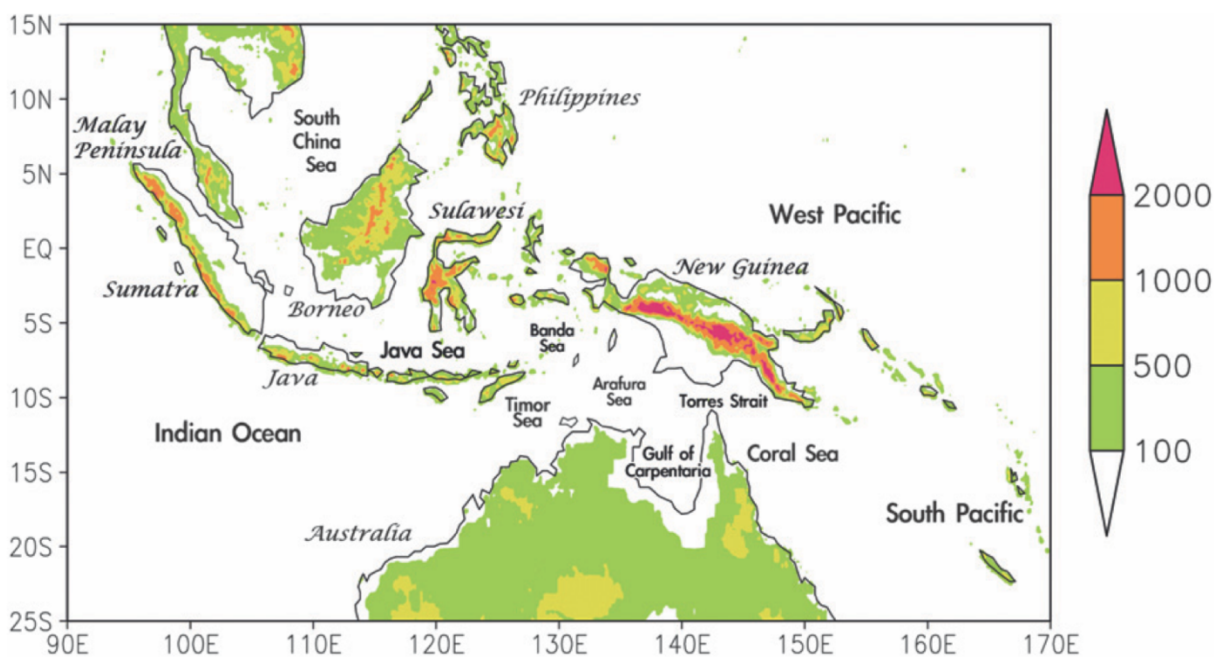 15N
10N
5N
EQ
5S
10S
15S
20S
25S
90E 100E 110E 120E 130E 140E 150E 160E 170E
Philippines
South
China
Sea
Malay
Peninsula
West Pacific
Sulawesi
New Guinea
Sumatra
Borneo
Banda
Sea
Java Sea
Java
Arafura
Sea
Torres Strait
Timor
Sea
Indian Ocean
Gulf of
Carpentaria
Coral Sea
South Pacific
Australia
2000
1000
500
100